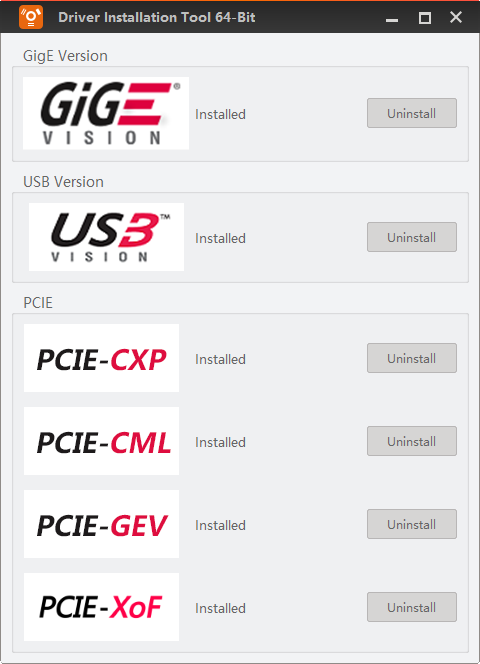 Driver Installation Tool 64-Bit
GigE Version
GiGE®
VISION
Installed
Uninstall
USB Version
USB3™
VISION
Installed
Uninstall
PCIE
PCIE-CXP
Installed
Uninstall
PCIE-CML
Installed
Uninstall
PCIE-GEV
Installed
Uninstall
PCIE-XoF
Installed
Uninstall